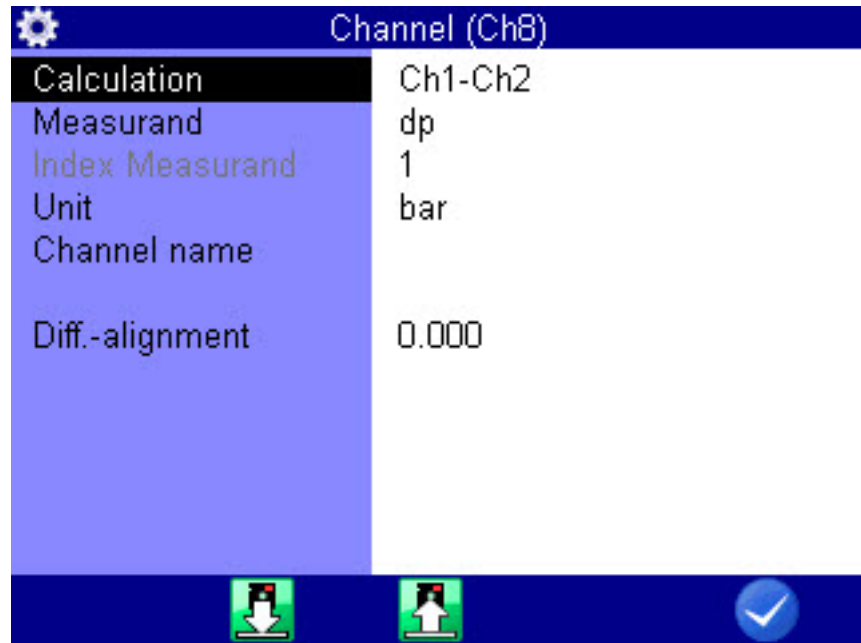 Channel (Ch8)
Calculation Ch1-Ch2
Measurand dp
Index Measurand 1
Unit bar
Channel name
Diff.-alignment 0.000